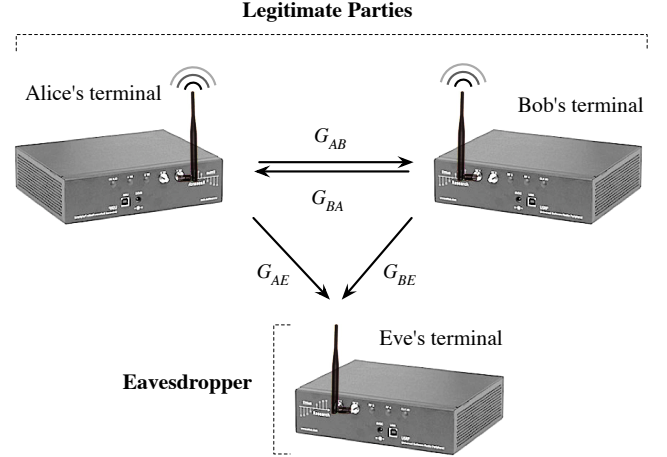 Legitimate Parties
Alice's terminal
Bob's terminal
G_AB
G_BA
G_AE
G_BE
Eve's terminal
Eavesdropper